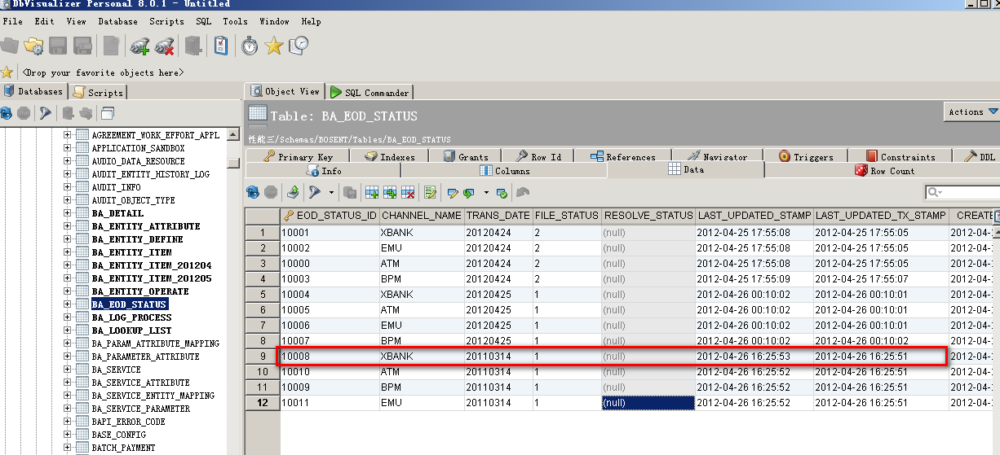 DbVisualizer Personal 8.0.1 - Untitled
File Edit View Database Scripts SQL Tools Window Help
<Drop your favorite objects here>
Databases Scripts
Object View SQL Commander
Table: BA_EOD_STATUS Actions
性能三/Schemas/BOSENT/Tables/BA_EOD_STATUS
Primary Key Indexes Grants Row Id References Navigator Triggers Constraints DDL
Info Columns Data Row Count
AGREEMENT_WORK_EFFORT_APPL
APPLICATION_SANDBOX
AUDIO_DATA_RESOURCE
AUDIT_ENTITY_HISTORY_LOG
AUDIT_INFO
AUDIT_OBJECT_TYPE
BA_DETAIL
BA_ENTITY_ATTRIBUTE
BA_ENTITY_DEFINE
BA_ENTITY_ITEM
BA_ENTITY_ITEM_201204
BA_ENTITY_ITEM_201205
BA_ENTITY_OPERATE
BA_EOD_STATUS
BA_LOG_PROCESS
BA_LOOKUP_LIST
BA_PARAM_ATTRIBUTE_MAPPING
BA_PARAMETER_ATTRIBUTE
BA_SERVICE
BA_SERVICE_ATTRIBUTE
BA_SERVICE_ENTITY_MAPPING
BA_SERVICE_PARAMETER
BAPI_ERROR_CODE
BASE_CONFIG
BATCH_PAYMENT
EOD_STATUS_ID CHANNEL_NAME TRANS_DATE FILE_STATUS RESOLVE_STATUS LAST_UPDATED_STAMP LAST_UPDATED_TX_STAMP CREATE
1 10001 XBANK 20120424 2 (null) 2012-04-25 17:55:08 2012-04-25 17:55:05 2012-04-
2 10002 EMU 20120424 2 (null) 2012-04-25 17:55:08 2012-04-25 17:55:05 2012-04-
3 10000 ATM 20120424 2 (null) 2012-04-25 17:55:08 2012-04-25 17:55:05 2012-04-
4 10003 BPM 20120424 2 (null) 2012-04-25 17:55:09 2012-04-25 17:55:07 2012-04-
5 10004 XBANK 20120425 1 (null) 2012-04-26 00:10:02 2012-04-26 00:10:01 2012-04-
6 10005 ATM 20120425 1 (null) 2012-04-26 00:10:02 2012-04-26 00:10:01 2012-04-
7 10006 EMU 20120425 1 (null) 2012-04-26 00:10:02 2012-04-26 00:10:01 2012-04-
8 10007 BPM 20120425 1 (null) 2012-04-26 00:10:02 2012-04-26 00:10:02 2012-04-
9 10008 XBANK 20110314 1 (null) 2012-04-26 16:25:53 2012-04-26 16:25:51 2012-04-
10 10010 ATM 20110314 1 (null) 2012-04-26 16:25:52 2012-04-26 16:25:51 2012-04-
11 10009 BPM 20110314 1 (null) 2012-04-26 16:25:52 2012-04-26 16:25:51 2012-04-
12 10011 EMU 20110314 1 (null) 2012-04-26 16:25:52 2012-04-26 16:25:51 2012-04-